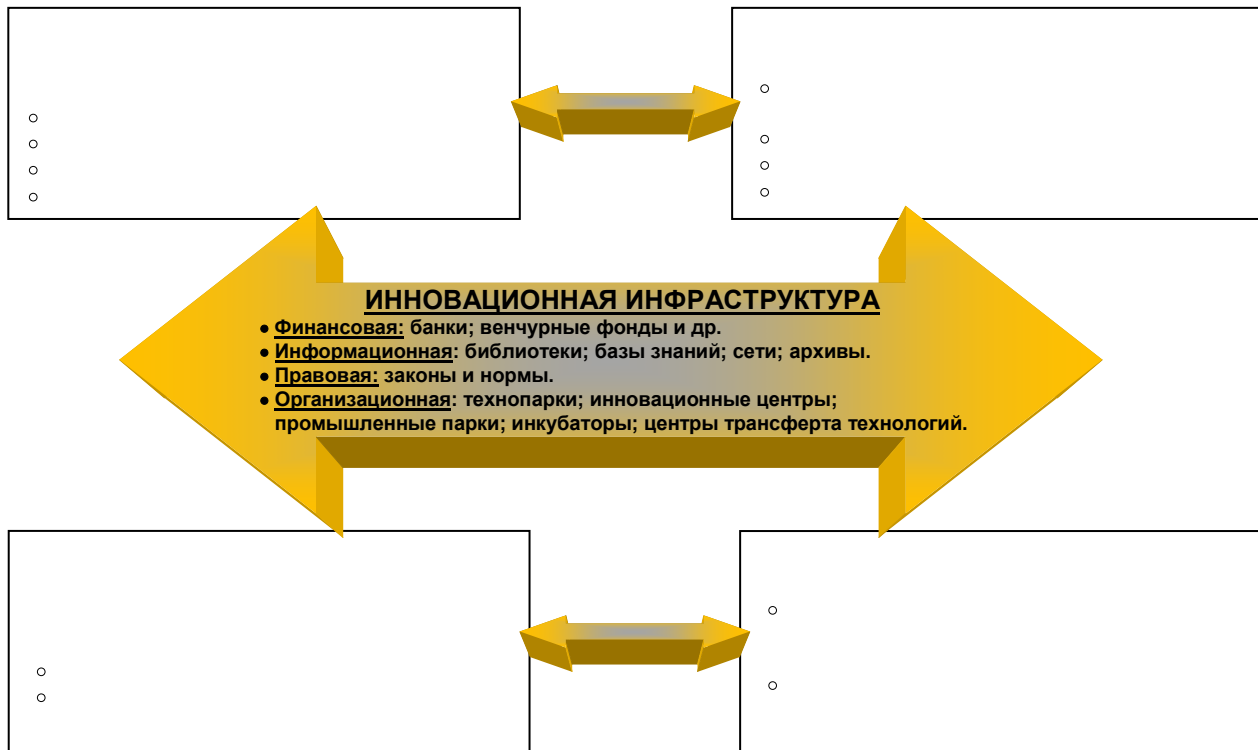 ИННОВАЦИОННАЯ ИНФРАСТРУКТУРА
● Финансовая: банки; венчурные фонды и др.
● Информационная: библиотеки; базы знаний; сети; архивы.
● Правовая: законы и нормы.
● Организационная: технопарки; инновационные центры;
промышленные парки; инкубаторы; центры трансферта технологий.